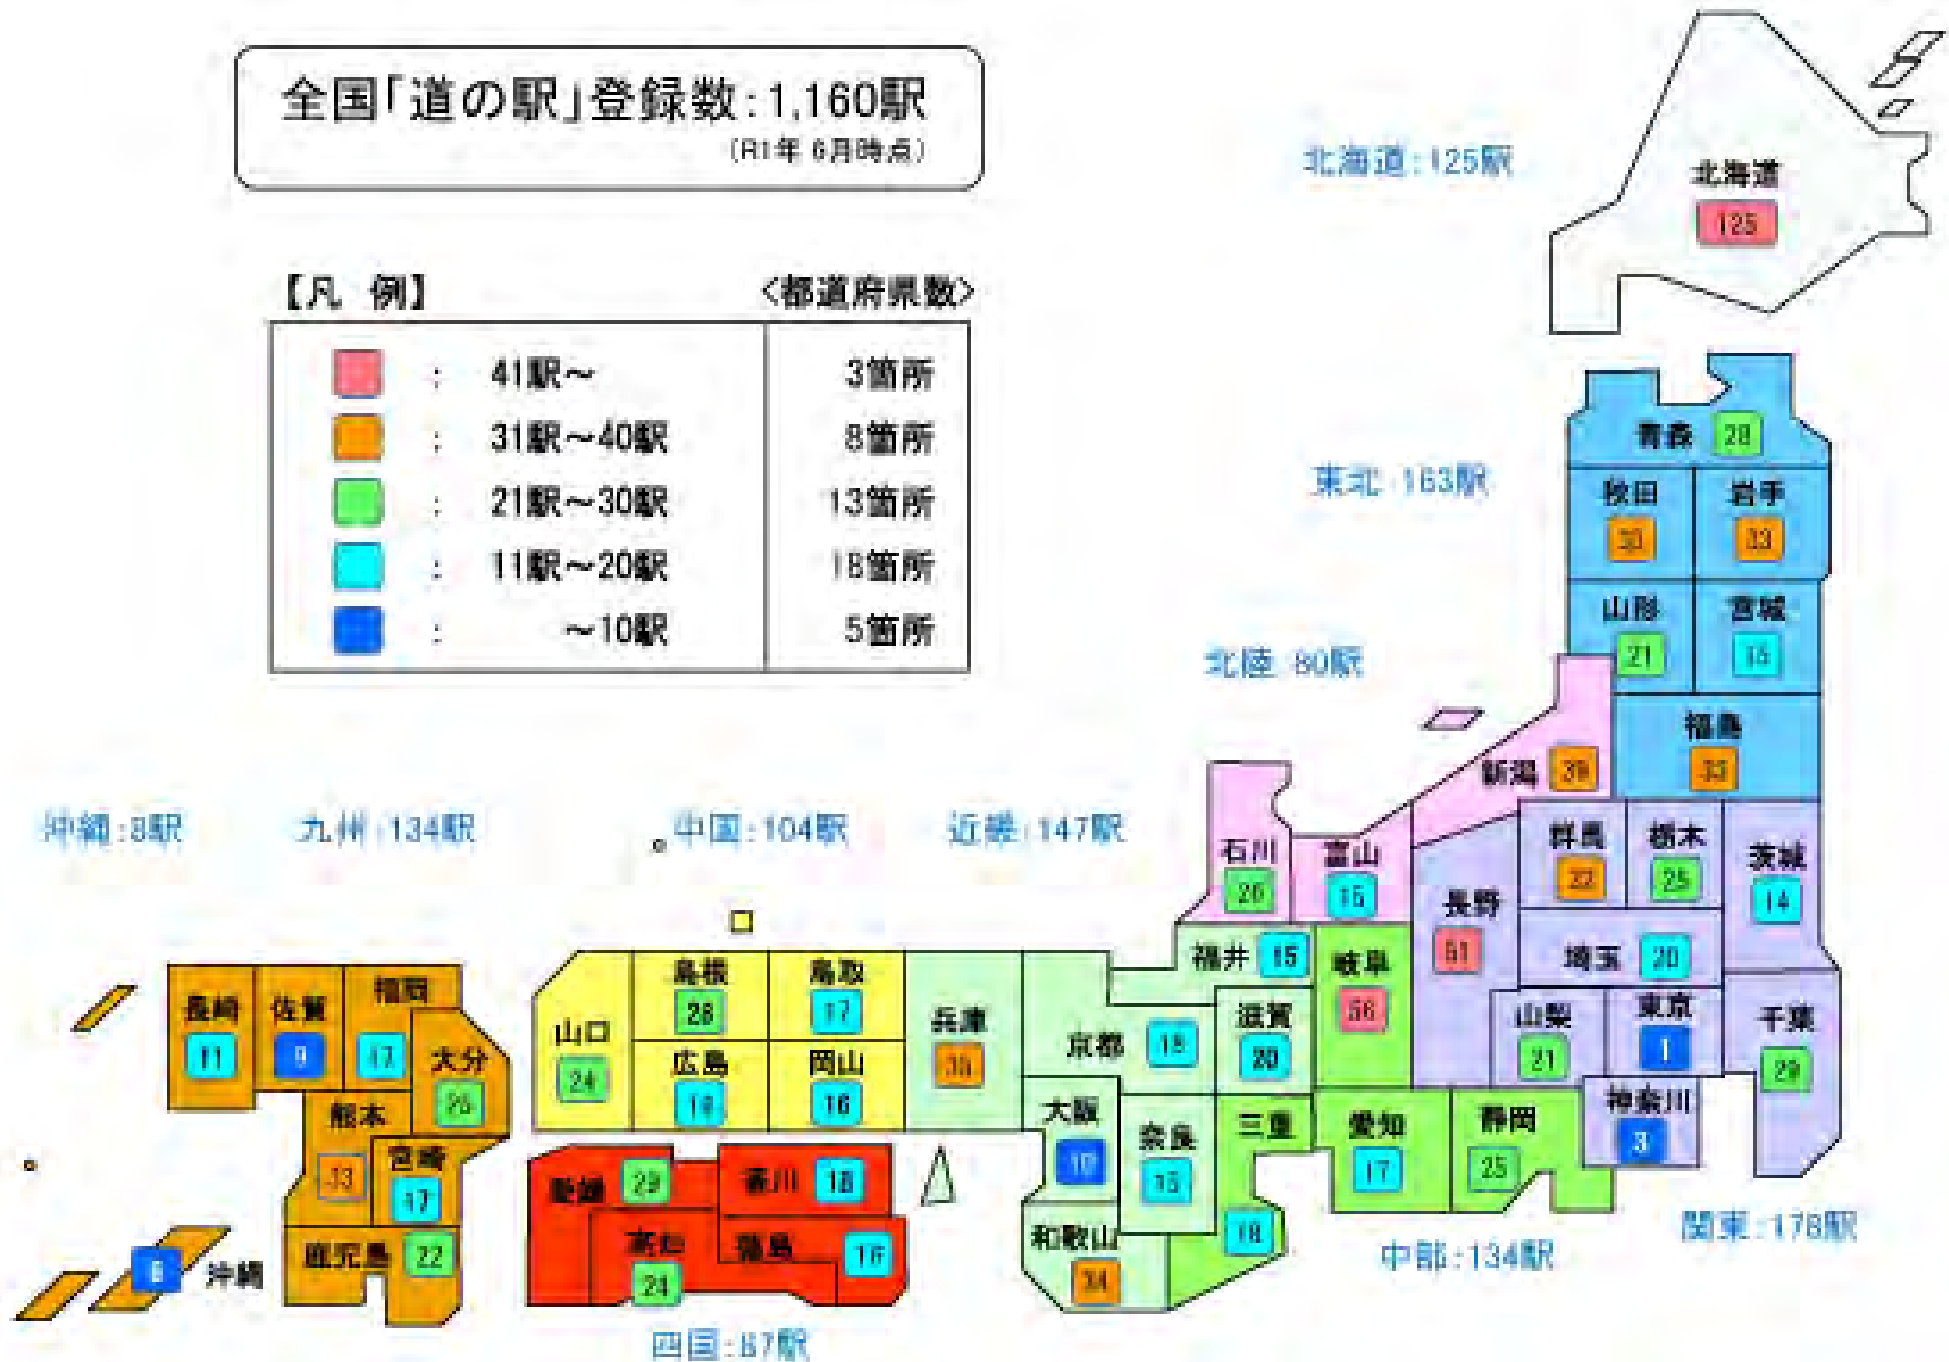 全国「道の駅」登録数:1,160駅
(R1年 6月時点)
【凡 例】 <都道府県数>
: 41駅~ 3箇所
: 31駅~40駅 8箇所
: 21駅~30駅 13箇所
: 11駅~20駅 18箇所
: ~10駅 5箇所
北海道:125駅
北海道
125
東北:163駅
青森 28
秋田
岩手
33
山形
21
宮城
福島
33
北陸:80駅
新潟 39
石川
26
富山
15
関東:178駅
群馬
栃木
25
茨城
14
長野
51
埼玉 20
山梨
21
東京
1
千葉
29
神奈川
3
中部:134駅
岐阜
56
愛知
17
静岡
25
三重
18
近畿:147駅
福井 15
滋賀
20
京都 18
兵庫
大阪
10
奈良
和歌山
34
中国:104駅
鳥取
17
島根
28
岡山
16
広島
山口
24
四国:87駅
愛媛 29
香川 18
高知
24
徳島 16
九州:134駅
福岡
17
佐賀
9
長崎
11
大分
25
熊本
33
宮崎
17
鹿児島 22
沖縄:8駅
沖縄
8